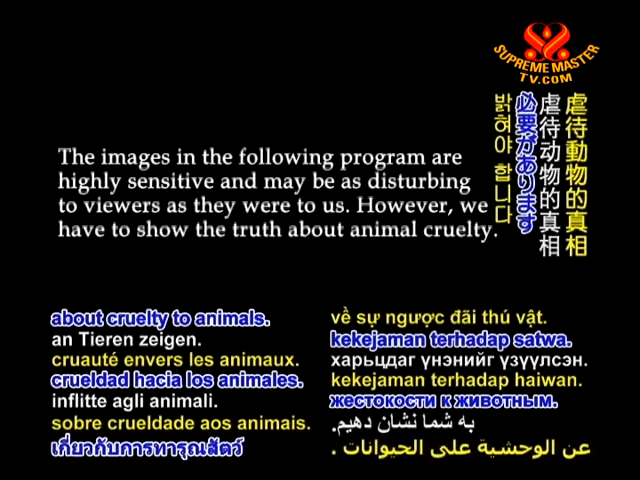 SUPREME MASTER
TV.COM
The images in the following program are
highly sensitive and may be as disturbing
to viewers as they were to us. However, we
have to show the truth about animal cruelty.
虐待動物的真相
虐待动物的真相
必要があります
밝혀야 합니다
about cruelty to animals.
an Tieren zeigen.
cruauté envers les animaux.
crueldad hacia los animales.
inflitte agli animali.
sobre crueldade aos animais.
เกี่ยวกับการทารุณสัตว์
về sự ngược đãi thú vật.
kekejaman terhadap satwa.
харьцдаг үнэнийг үзүүлсэн.
kekejaman terhadap haiwan.
жестокости к животным.
به شما نشان دهیم.
عن الوحشية على الحيوانات .